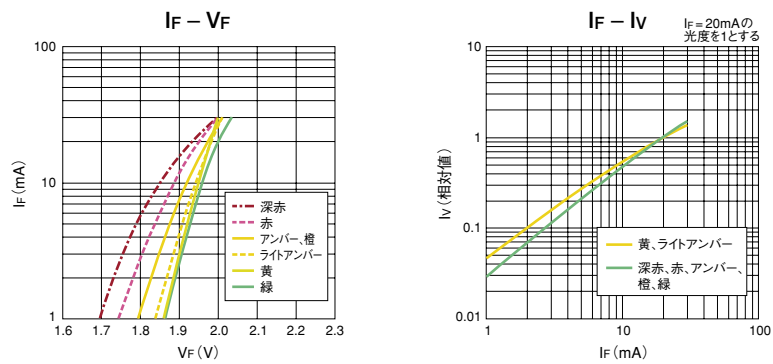 IF – VF
100
10
1
IF（mA）
深赤
赤
アンバー、橙
ライトアンバー
黄
緑
1.6 1.7 1.8 1.9 2.0 2.1 2.2 2.3
VF（V）
IF – IV
IF=20mAの
光度を1とする
10
1
0.1
0.01
IV（相対値）
黄、ライトアンバー
深赤、赤、アンバー、
橙、緑
1 10 100
IF（mA）